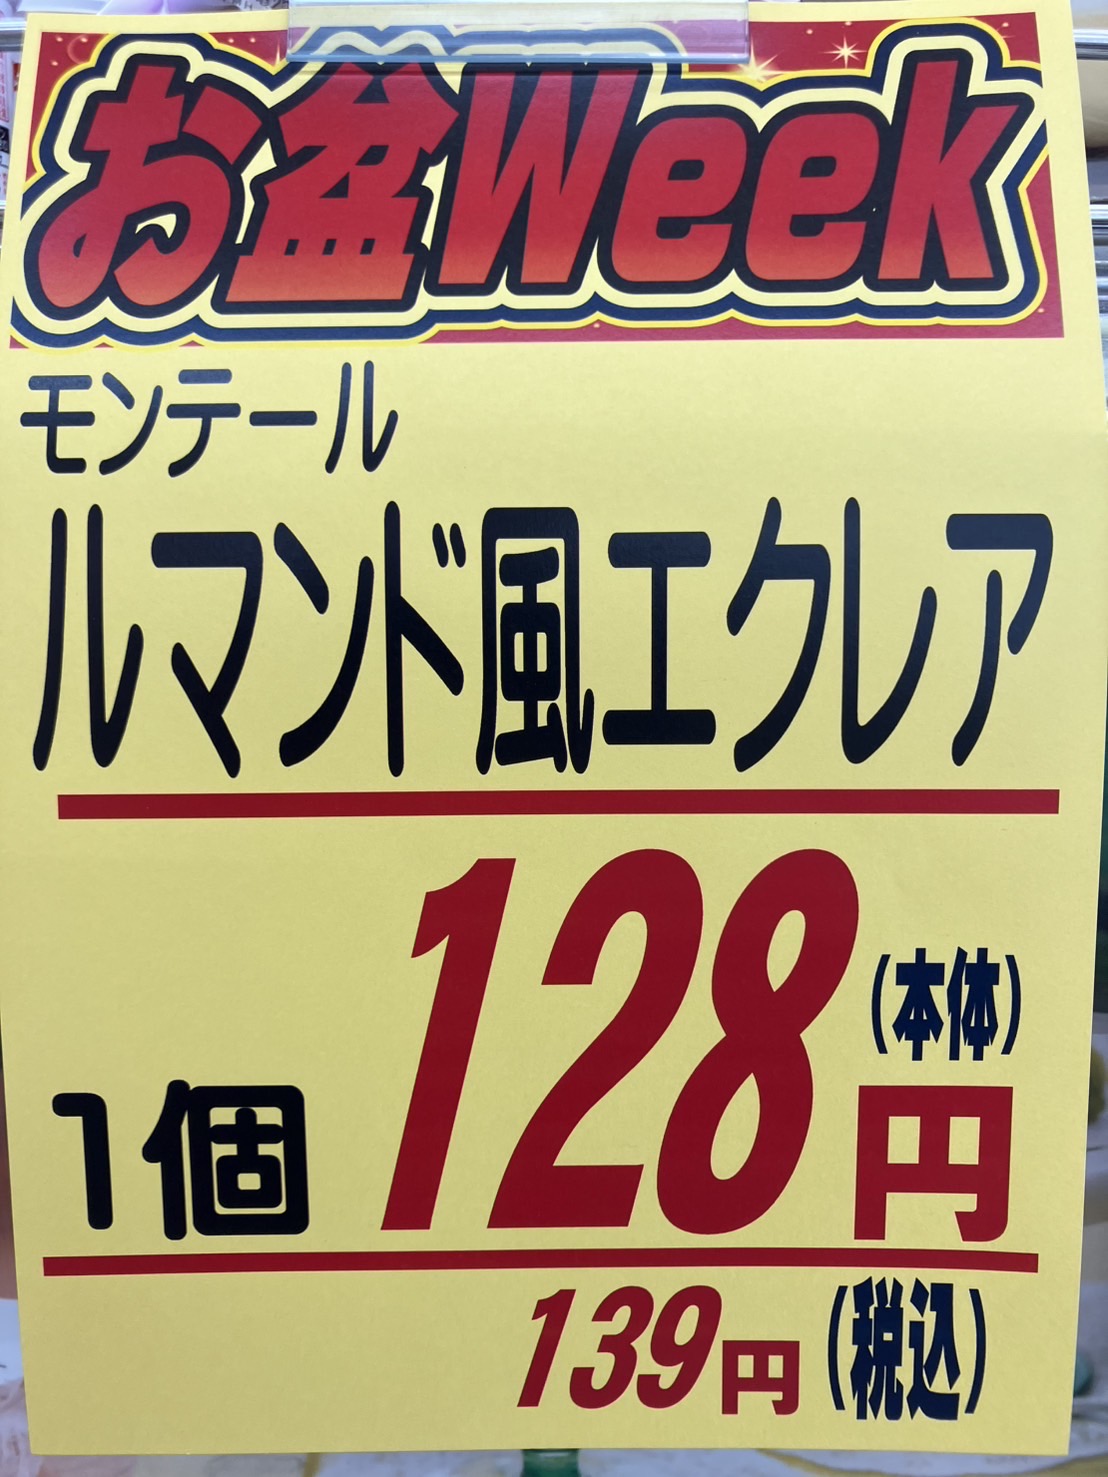 お盆Week
モンテール
ルマンド風エクレア
1個 128円 (本体)
139円 (税込)